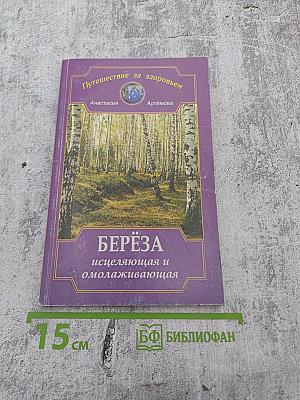 Путешествие за здоровьем
Анастасия Артёмова
БЕРЁЗА
исцеляющая и
омолаживающая
15 см
БФ БИБЛИОФАН